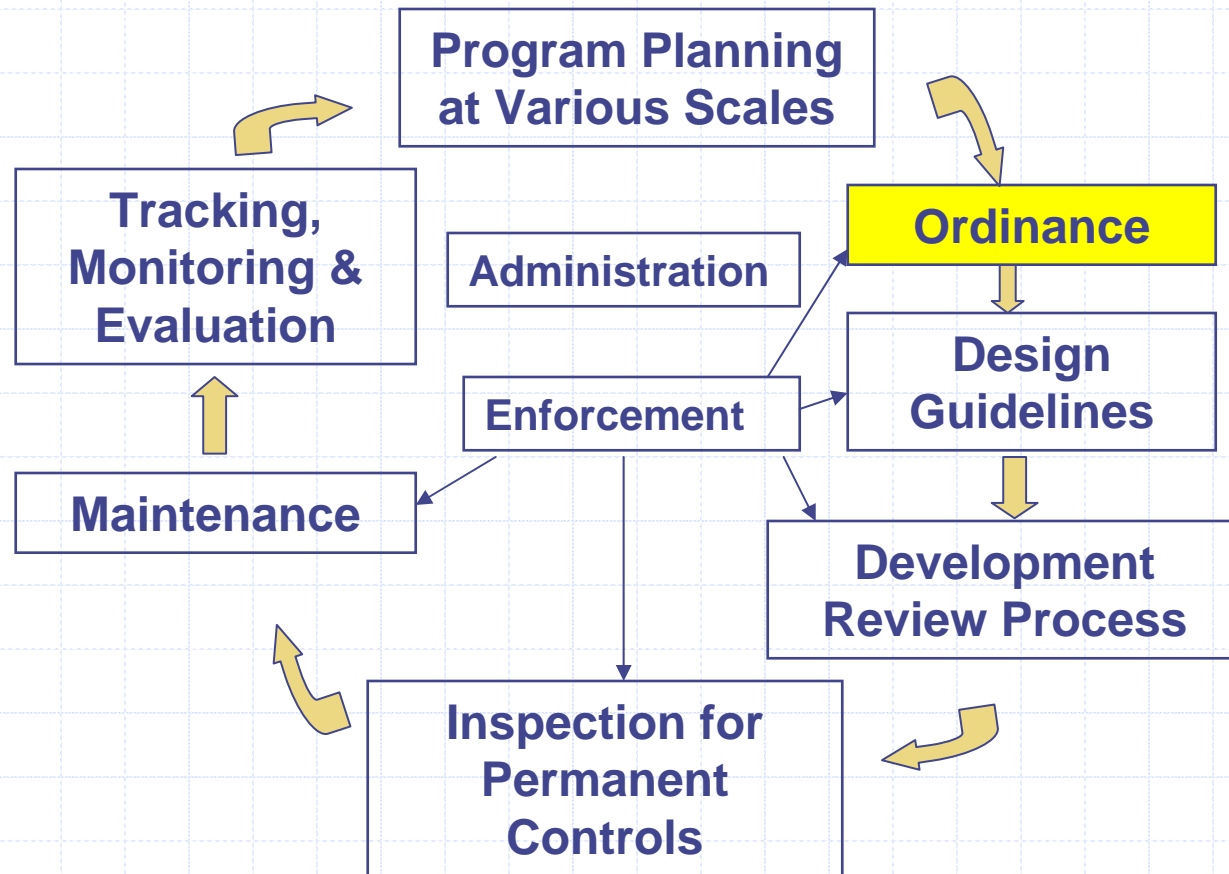 Program Planning
at Various Scales
Ordinance
Tracking,
Monitoring &
Evaluation
Administration
Design
Guidelines
Enforcement
Maintenance
Development
Review Process
Inspection for
Permanent
Controls